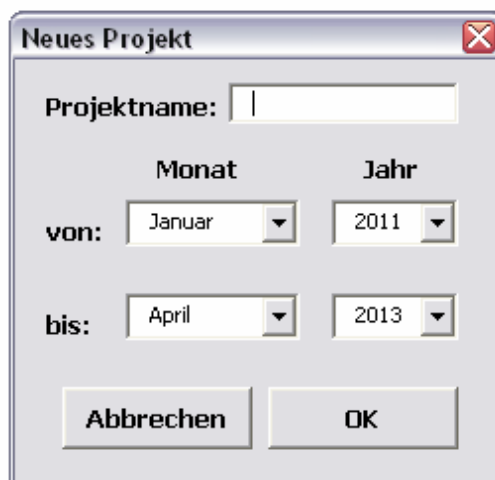 Neues Projekt
Projektname:
Monat Jahr
von: Januar 2011
bis: April 2013
Abbrechen OK